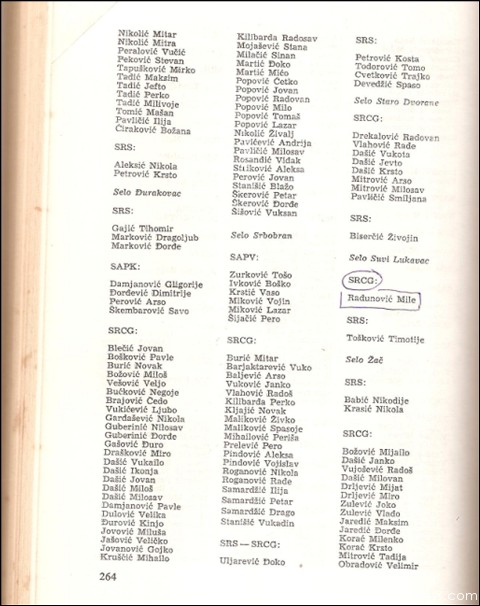 Nikolić Mitar
Nikolić Mitra
Peralović Vučić
Peković Stevan
Tapušković Mirko
Tadić Maksim
Tadić Jefto
Tadić Perko
Tadić Milivoje
Tomić Mašan
Pavličić Ilija
Ćiraković Božana
SRS:
Aleksić Nikola
Petrović Krsto
Selo Đurakovac
SRS:
Gajić Tihomir
Marković Dragoljub
Marković Đorđe
SAPK:
Damjanović Gligorije
Đorđević Dimitrije
Perović Arso
Škembarović Savo
SRCG:
Blečić Jovan
Bošković Pavle
Burić Novak
Božović Miloš
Vešović Veljo
Bućković Negoje
Brajović Čedo
Vukićević Ljubo
Gardašević Nikola
Guberinić Nilosav
Guberinić Đorđe
Gašović Đuro
Drašković Miro
Dašić Vukailo
Dašić Ikonja
Dašić Jovan
Dašić Miloš
Dašić Milosav
Damjanović Pavle
Dulović Velika
Đurović Kinjo
Jovović Miluša
Jašović Veličko
Jovanović Gojko
Kruščić Mihailo
264
Kilibarda Radosav
Mojašević Stana
Milačić Sinan
Martić Đoko
Martić Mićo
Popović Četko
Popović Jovan
Popović Radovan
Popović Milo
Popović Tomaš
Popović Lazar
Nikolić Živalj
Pavićević Andrija
Pavličić Milosav
Rosandić Vidak
Stijković Aleksa
Perović Jovan
Stanišić Blažo
Škerović Petar
Škerović Đorđe
Šišović Vuksan
Selo Srbobran
SAPV:
Zurković Tošo
Ivković Boško
Krstić Vaso
Miković Vojin
Miković Lazar
Šijačić Pero
SRCG:
Burić Mitar
Barjaktarević Vuko
Baljević Arso
Vuković Janko
Vlahović Radoš
Kilibarda Perko
Kljajić Novak
Maliković Živko
Maliković Spasoje
Mihailović Periša
Prelević Pero
Pindović Aleksa
Pindović Vojislav
Roganović Nikola
Roganović Rade
Samardžić Ilija
Samardžić Petar
Samardžić Drago
Stanišić Vukadin
SRS — SRCG:
Uljarević Đoko
SRS:
Petrović Kosta
Todorović Tomo
Cvetković Trajko
Devedžić Spaso
Selo Staro Dvorane
SRCG:
Drekalović Radovan
Vlahović Rade
Dašić Vukota
Dašić Jevto
Dašić Krsto
Mitrović Arso
Mitrović Milosav
Pavličić Smiljana
SRS:
Biserčić Živojin
Selo Suvi Lukavac
SRCG:
Radunović Mile
SRS:
Tošković Timotije
Selo Žač
SRS:
Babić Nikodije
Krasić Nikola
SRCG:
Božović Mijailo
Dašić Janko
Vujošević Radoš
Dašić Milovan
Drljević Mijat
Drljević Miro
Zulević Joko
Zulević Vlado
Jaredić Maksim
Jaredić Đorđe
Korać Milenko
Korać Krsto
Mitrović Tadija
Obradović Velimir